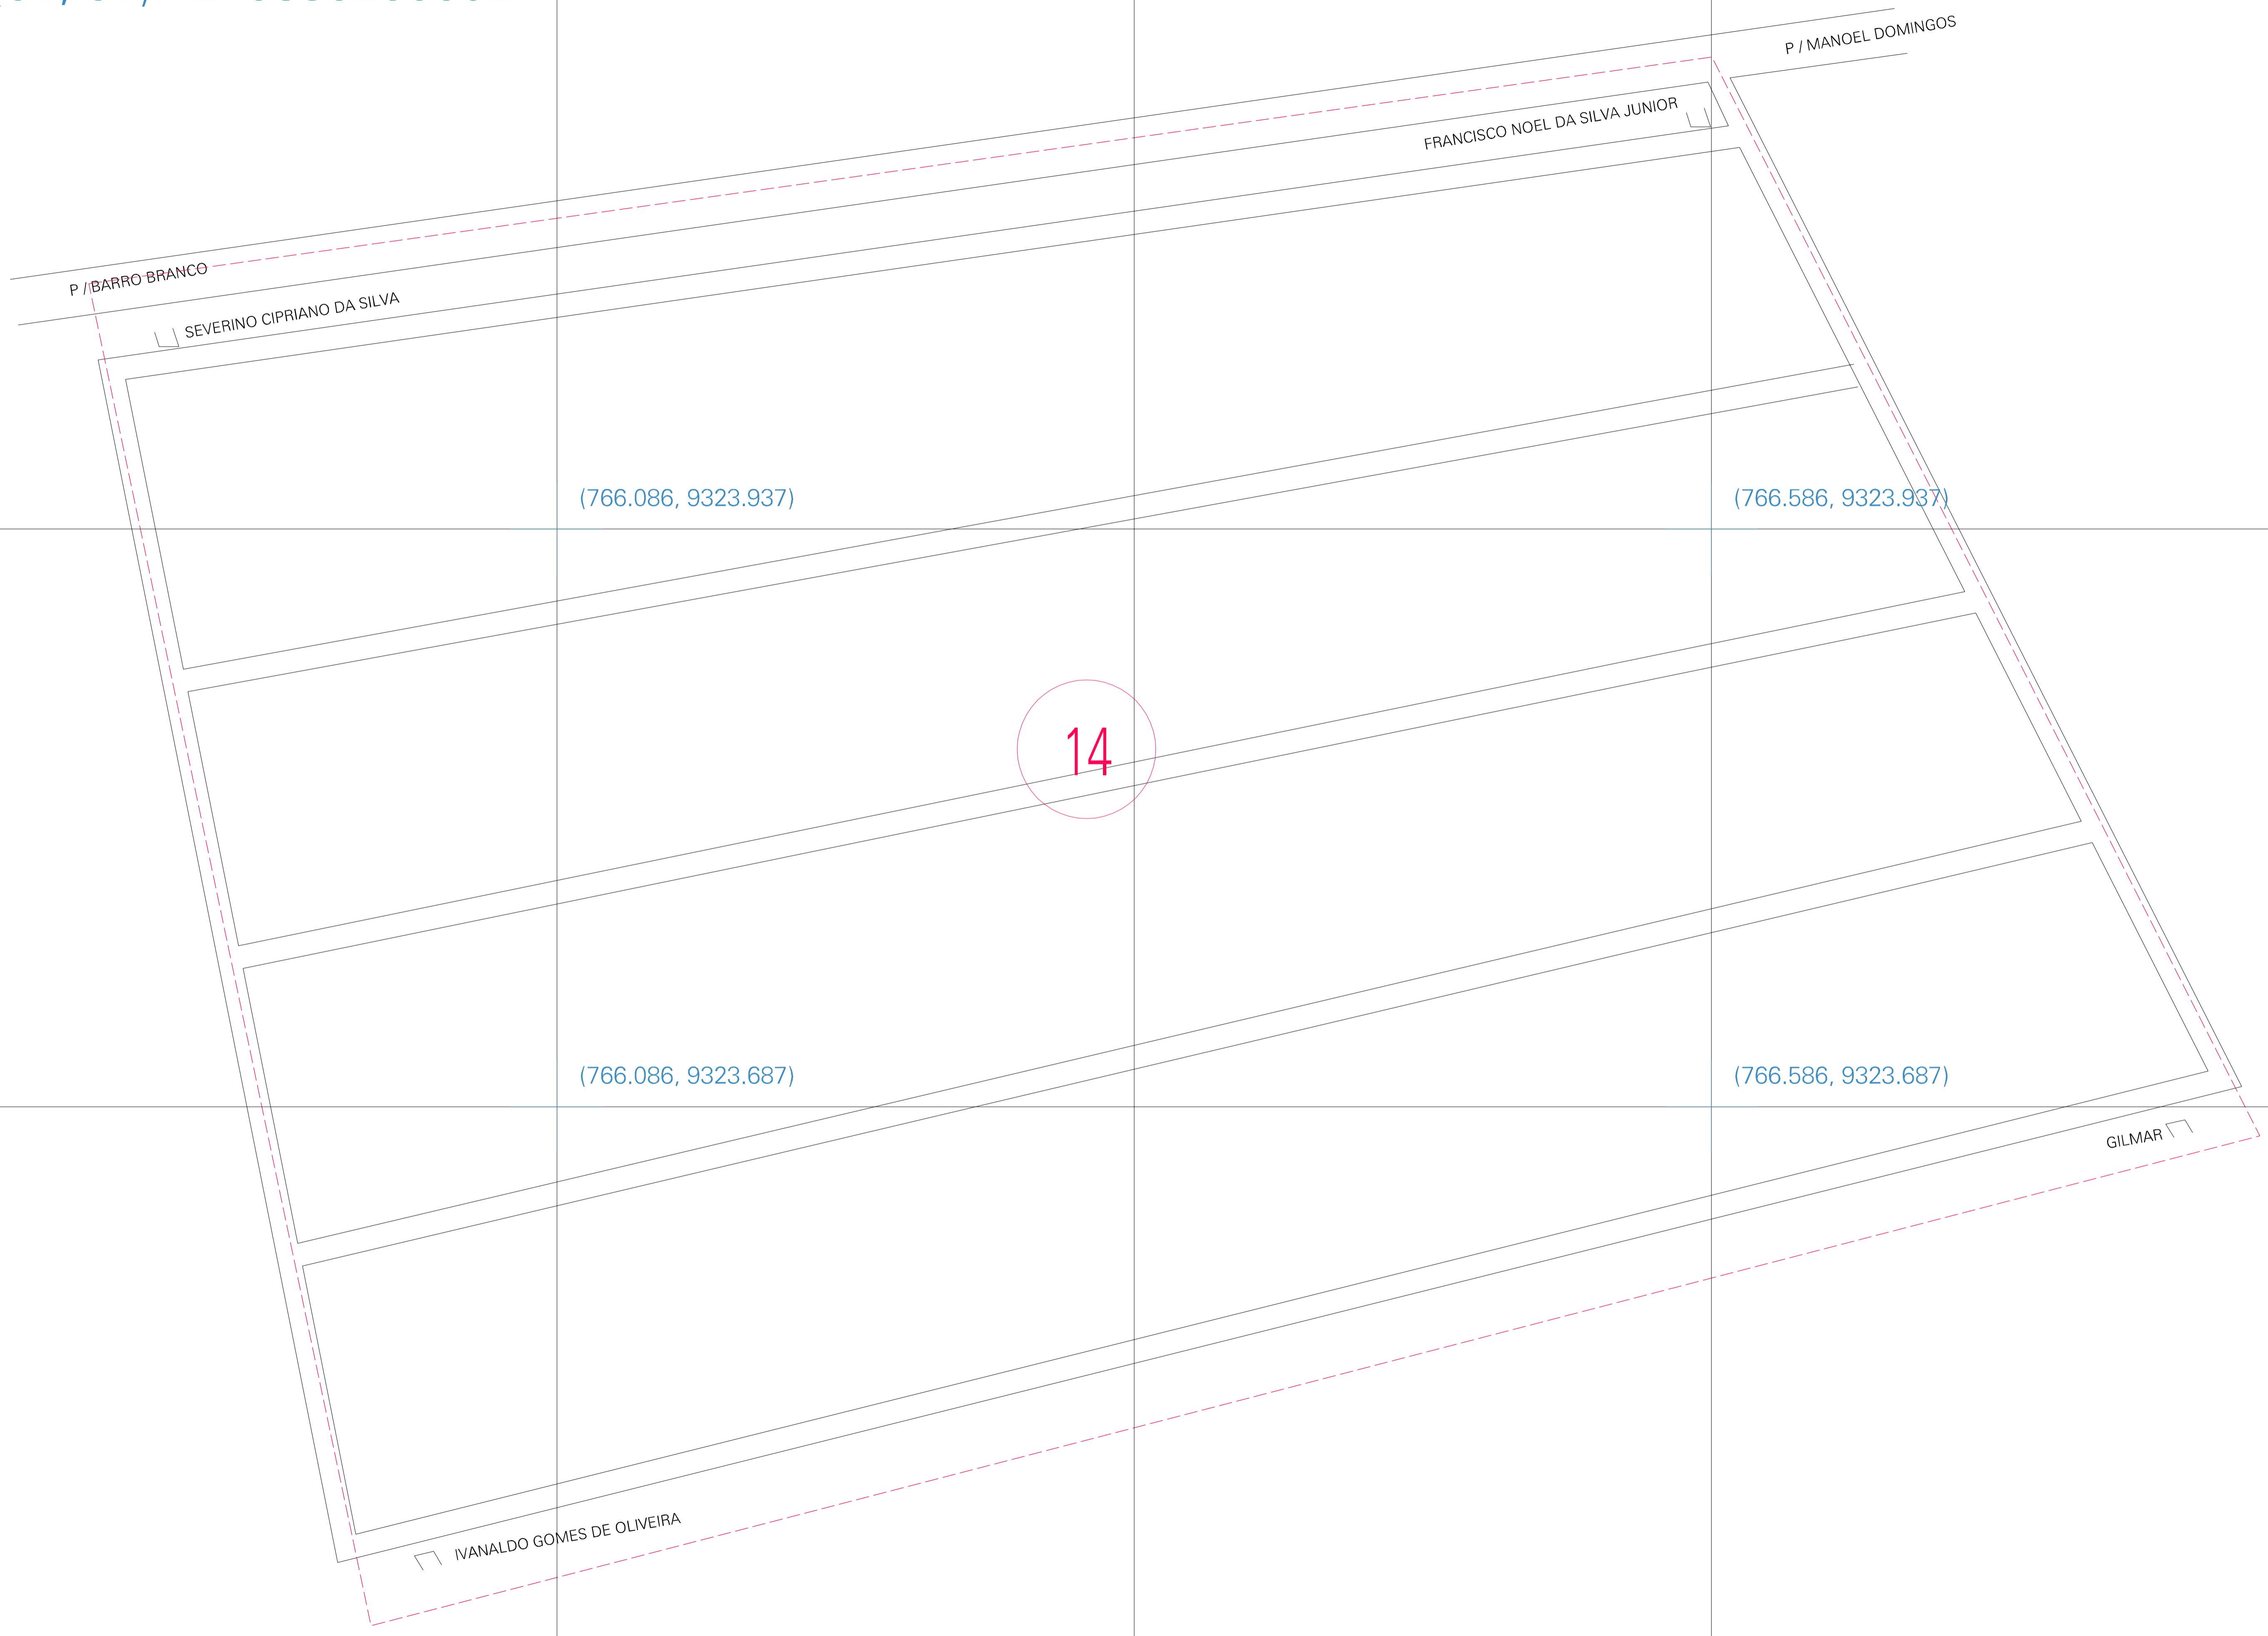 P / MANOEL DOMINGOS
FRANCISCO NOEL DA SILVA JUNIOR
P / BARRO BRANCO
SEVERINO CIPRIANO DA SILVA
(766.086, 9323.937)
(766.586, 9323.937)
14
(766.086, 9323.687)
(766.586, 9323.687)
GILMAR
IVANALDO GOMES DE OLIVEIRA